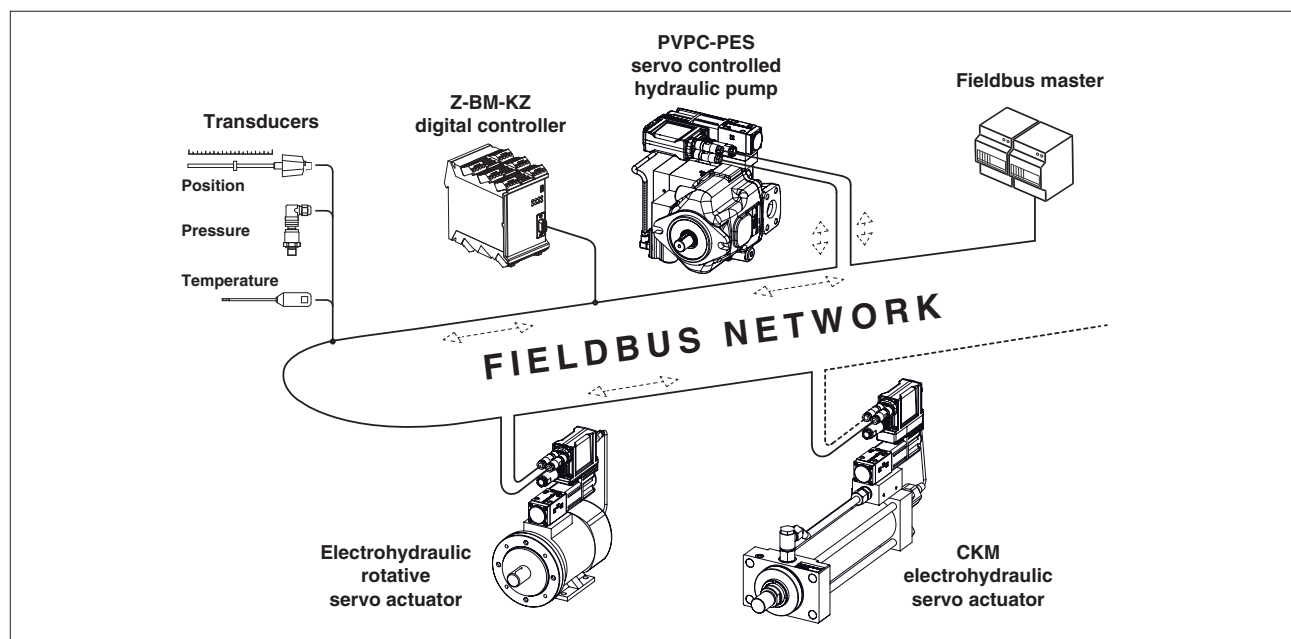 PVPC-PES
servo controlled
hydraulic pump
Fieldbus master
Z-BM-KZ
digital controller
Transducers
Position
Pressure
Temperature
FIELDBUS NETWORK
Electrohydraulic
rotative
servo actuator
CKM
electrohydraulic
servo actuator